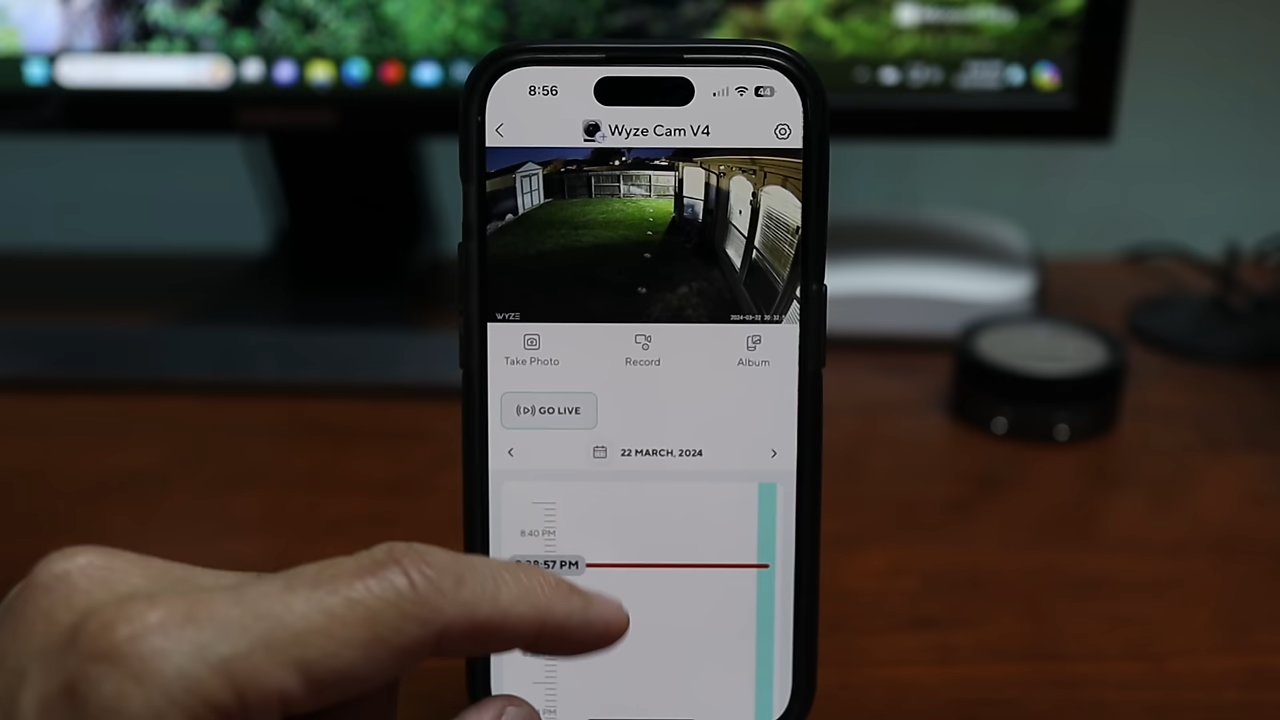 8:56
44
Wyze Cam V4
WYZE
Take Photo
Record
Album
GO LIVE
22 MARCH, 2024
8:40 PM
:57 PM